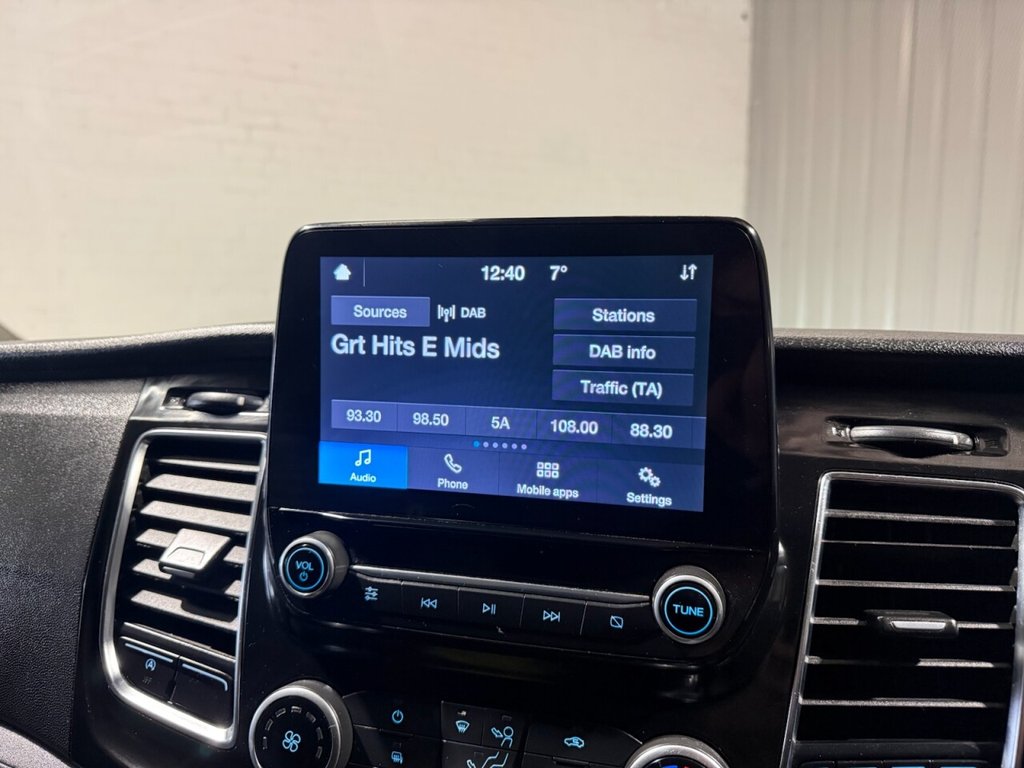 12:40 7°
Sources DAB Stations
Grt Hits E Mids
DAB info
Traffic (TA)
93.30 98.50 5A 108.00 88.30
Audio Phone Mobile apps Settings
VOL
TUNE
A